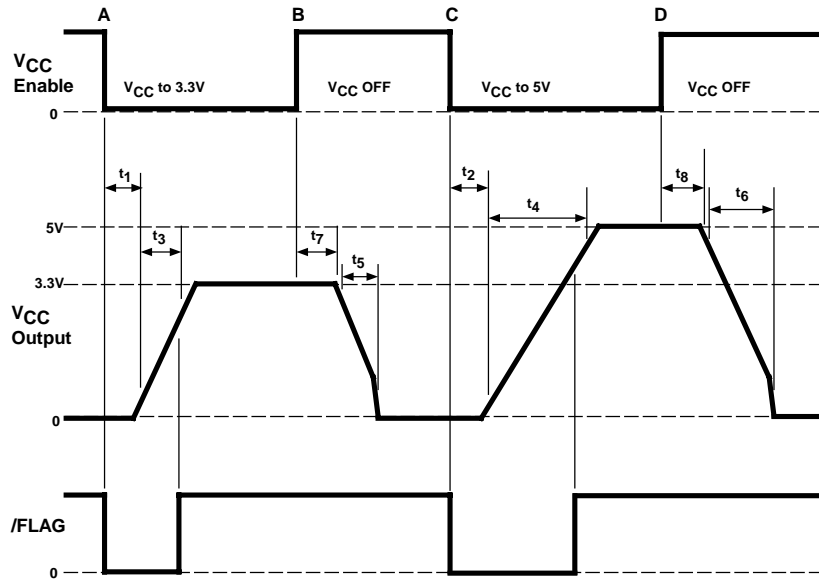 A B C D
VCC
Enable
VCC to 3.3V VCC OFF VCC to 5V VCC OFF
0
t1 t2 t8
t3 t4 t6
t7
t5
5V
3.3V
VCC
Output
0
/FLAG
0